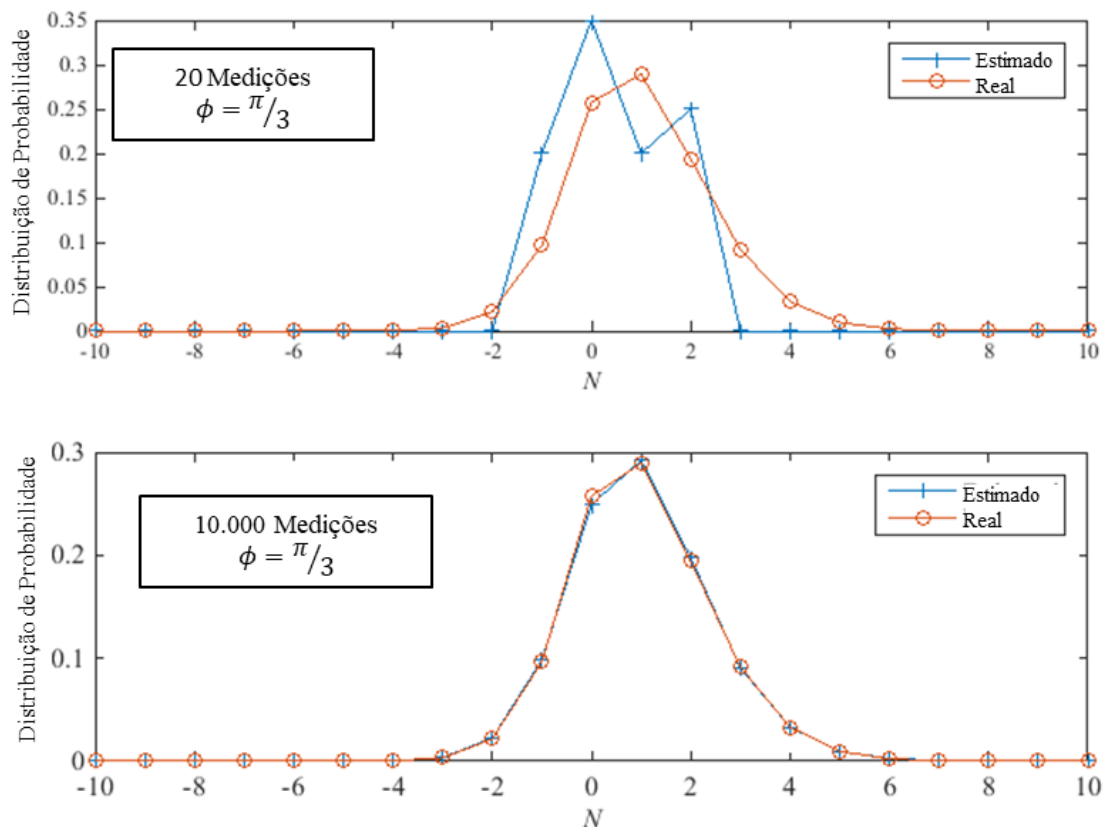 Distribuição de Probabilidade
0.35
0.3
0.25
0.2
0.15
0.1
0.05
0
20 Medições
ϕ = π/3
Estimado
Real
-10 -8 -6 -4 -2 0 2 4 6 8 10
N
Distribuição de Probabilidade
0.3
0.2
0.1
0
10.000 Medições
ϕ = π/3
Estimado
Real
-10 -8 -6 -4 -2 0 2 4 6 8 10
N